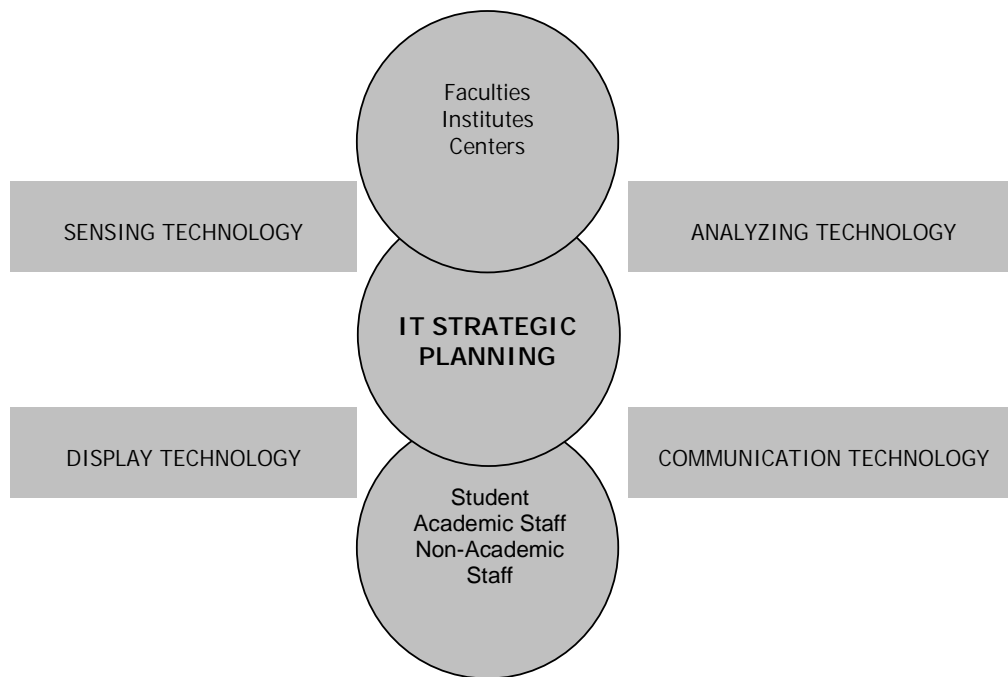 Faculties
Institutes
Centers
SENSING TECHNOLOGY
ANALYZING TECHNOLOGY
IT STRATEGIC
PLANNING
DISPLAY TECHNOLOGY
COMMUNICATION TECHNOLOGY
Student
Academic Staff
Non-Academic
Staff